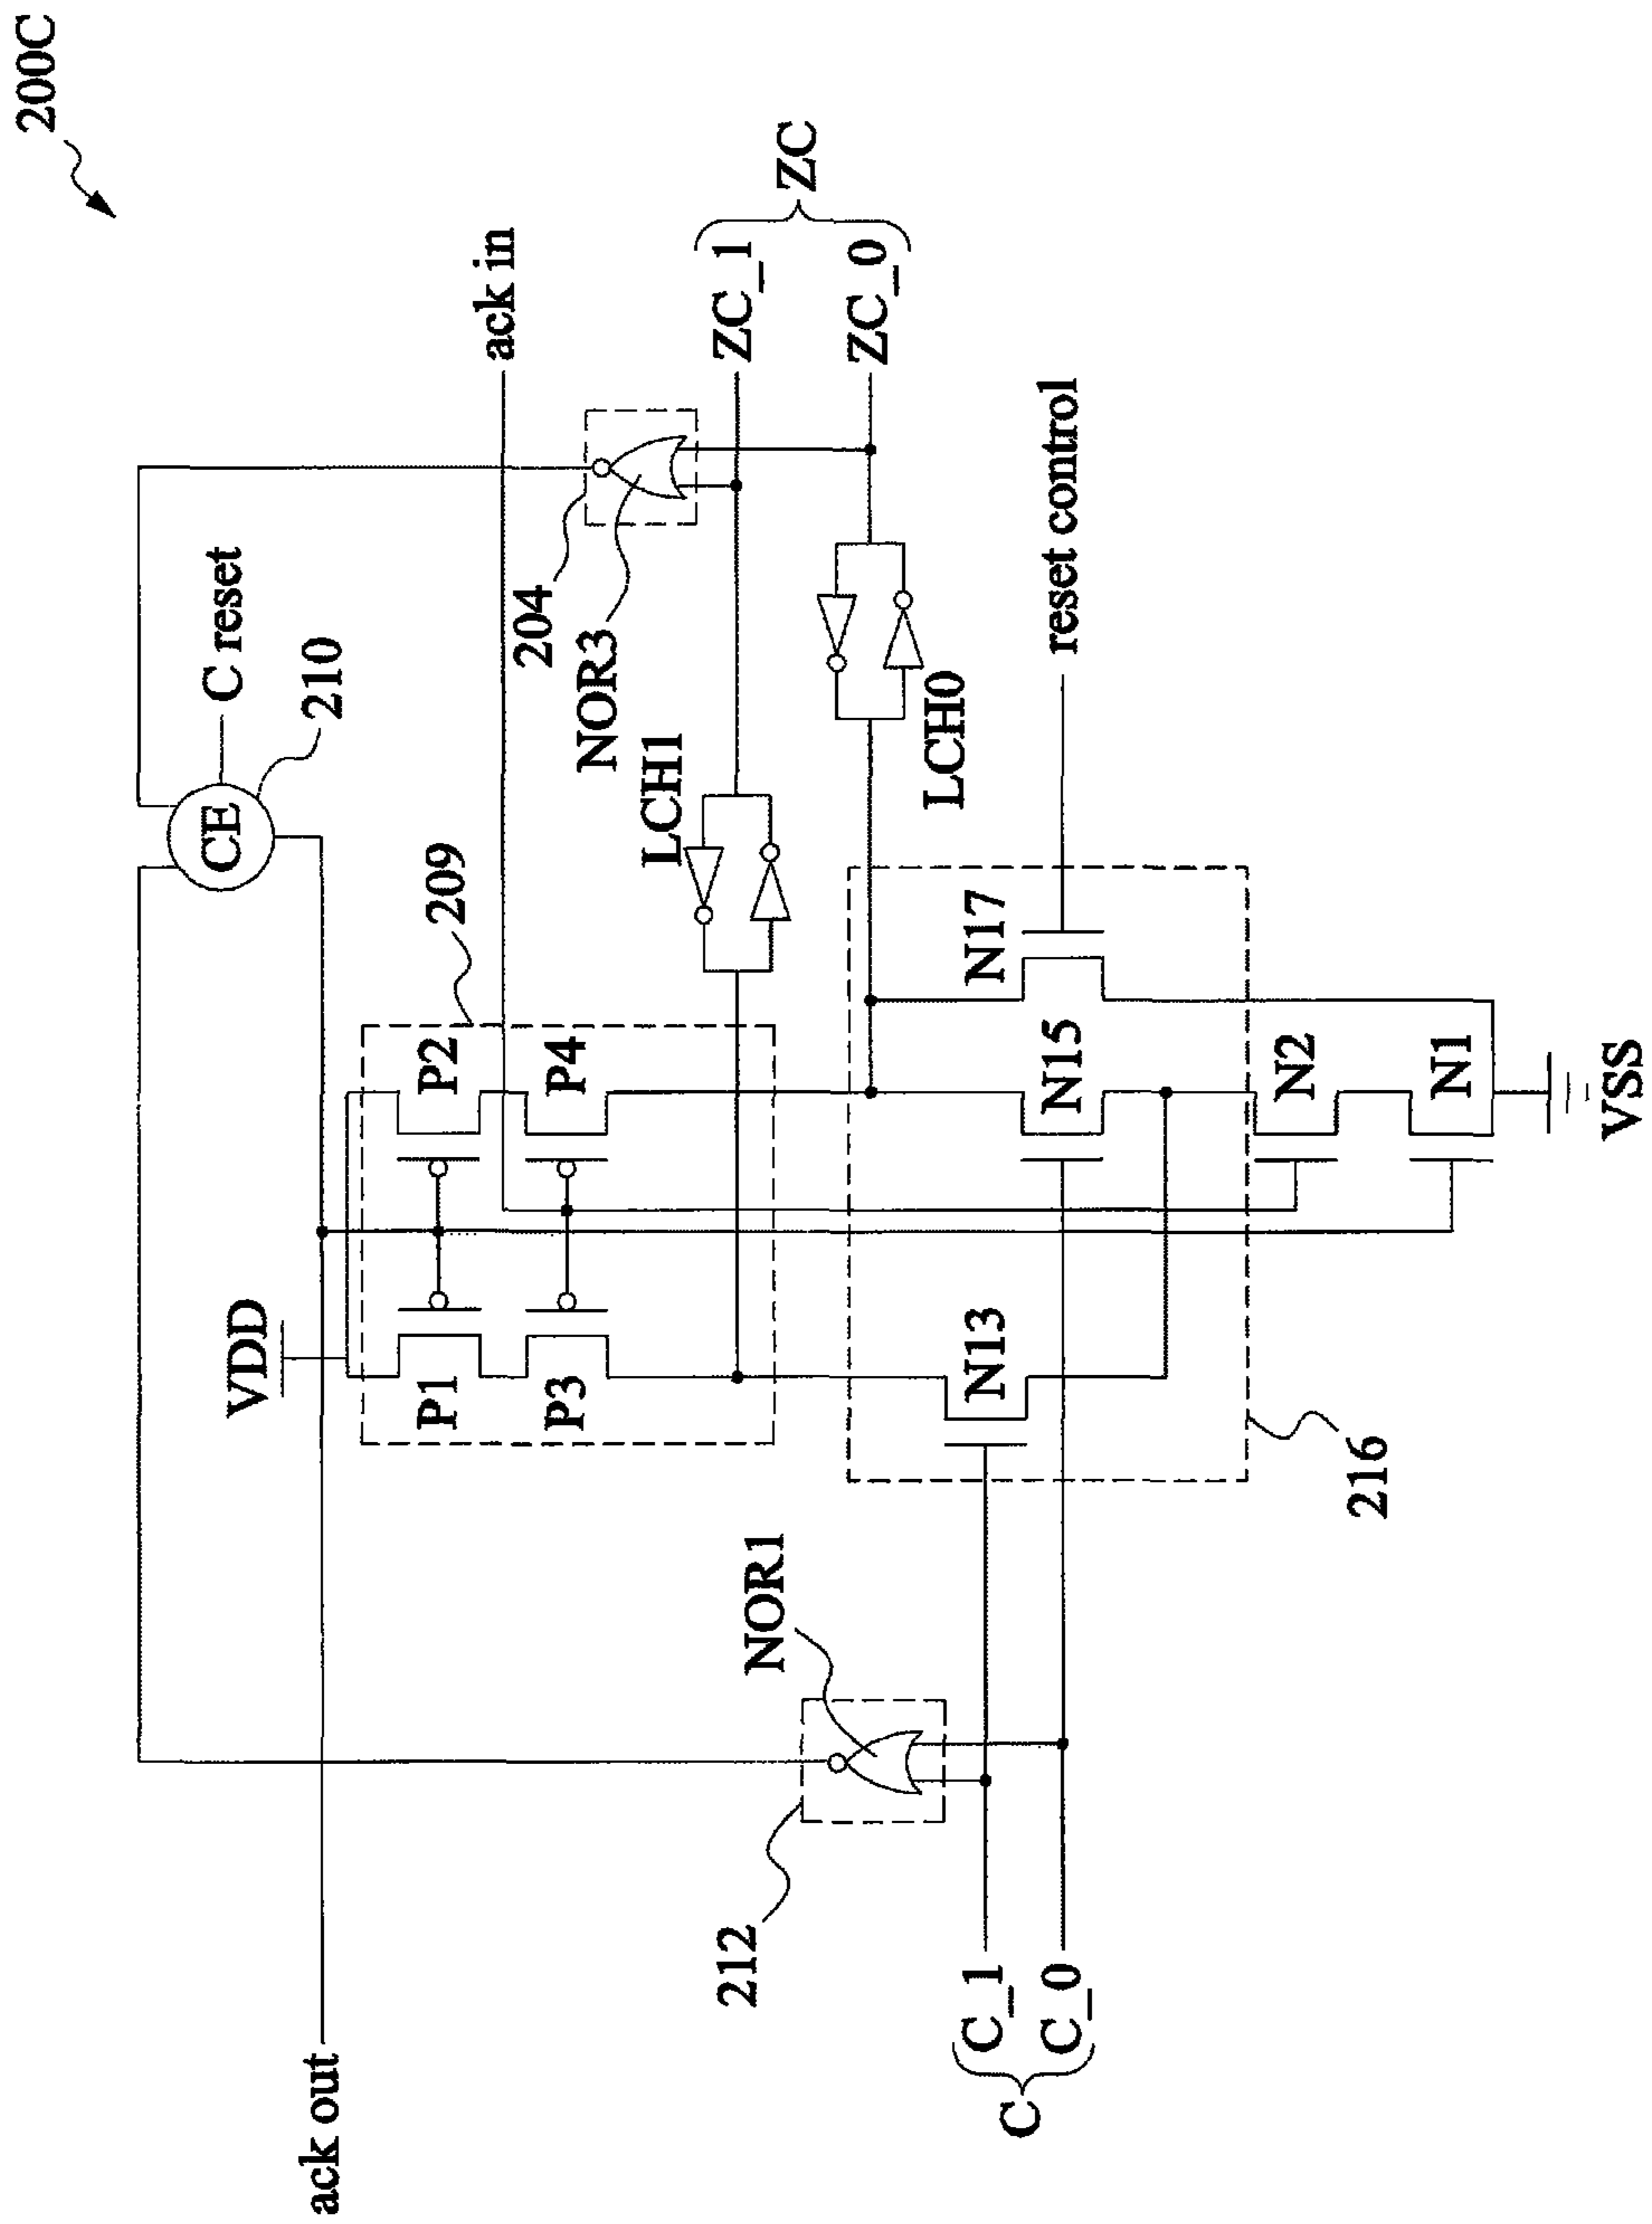 200C
C reset
CE
210
ack in
ack out
VDD
209
P1
P2
P3
P4
204
NOR3
LCH1
ZC_1
ZC_0
ZC
LCH0
reset control
NOR1
212
N13
N15
N17
C_1
C_0
C
216
N2
N1
VSS